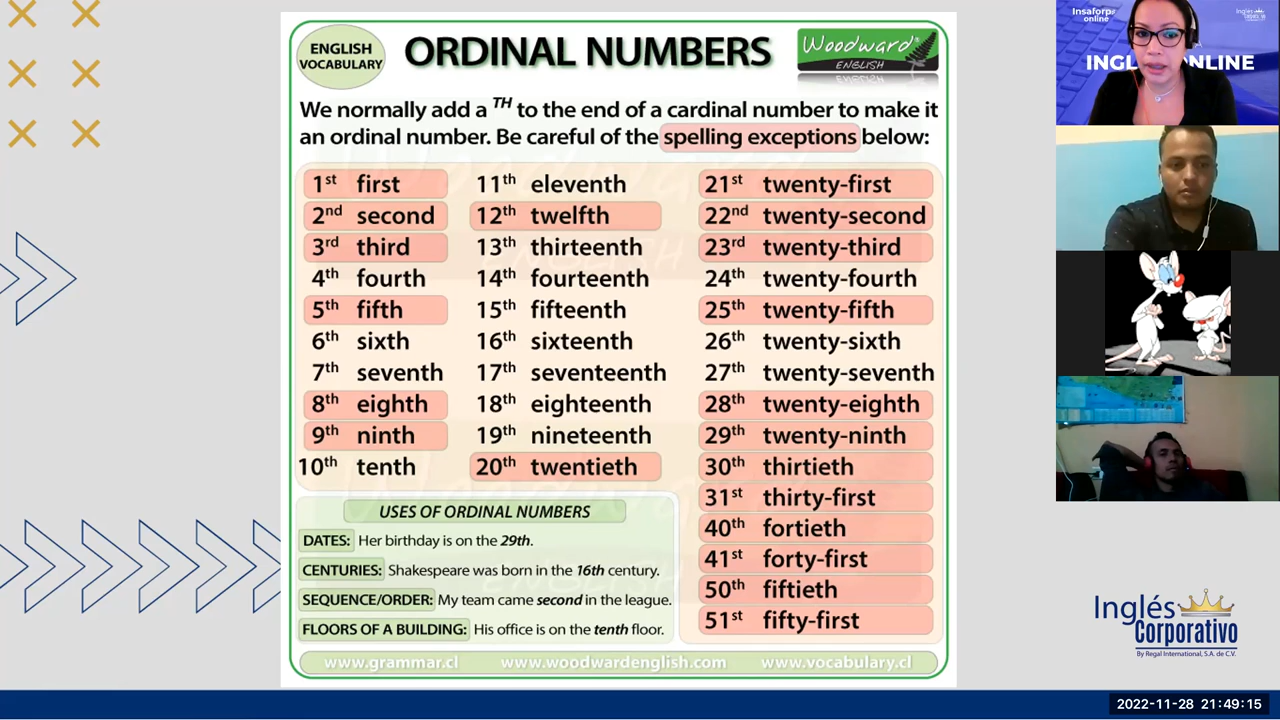 ENGLISH
VOCABULARY
ORDINAL NUMBERS
Woodward®
ENGLISH
We normally add a TH to the end of a cardinal number to make it
an ordinal number. Be careful of the spelling exceptions below:
1st first
2nd second
3rd third
4th fourth
5th fifth
6th sixth
7th seventh
8th eighth
9th ninth
10th tenth
11th eleventh
12th twelfth
13th thirteenth
14th fourteenth
15th fifteenth
16th sixteenth
17th seventeenth
18th eighteenth
19th nineteenth
20th twentieth
21st twenty-first
22nd twenty-second
23rd twenty-third
24th twenty-fourth
25th twenty-fifth
26th twenty-sixth
27th twenty-seventh
28th twenty-eighth
29th twenty-ninth
30th thirtieth
31st thirty-first
40th fortieth
41st forty-first
50th fiftieth
51st fifty-first
USES OF ORDINAL NUMBERS
DATES: Her birthday is on the 29th.
CENTURIES: Shakespeare was born in the 16th century.
SEQUENCE/ORDER: My team came second in the league.
FLOORS OF A BUILDING: His office is on the tenth floor.
www.grammar.cl www.woodwardenglish.com www.vocabulary.cl
Insaforp
online
Inglés
INGL ONLINE
Inglés
Corporativo
By Regal International, S.A. de C.V.
2022-11-28 21:49:15